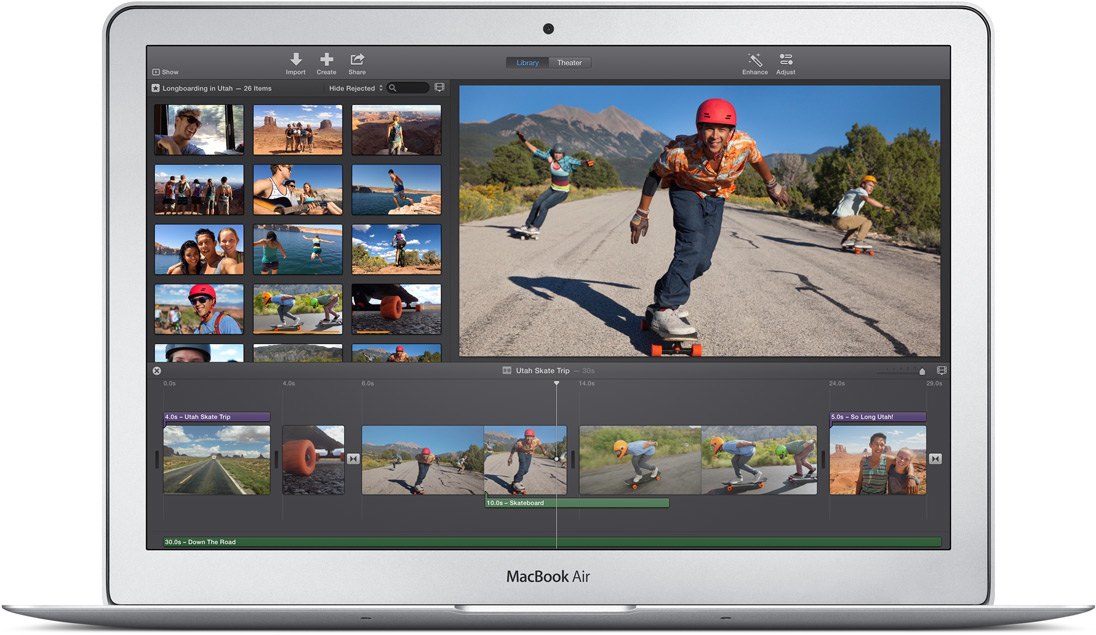 Show
Import
Create
Share
Library
Theater
Enhance
Adjust
Longboarding in Utah — 26 Items
Hide Rejected
Utah Skate Trip — 30s
0.0s
4.0s
6.0s
14.0s
24.0s
29.0s
4.0s – Utah Skate Trip
5.0s – So Long Utah!
10.0s – Skateboard
30.0s – Down The Road
MacBook Air